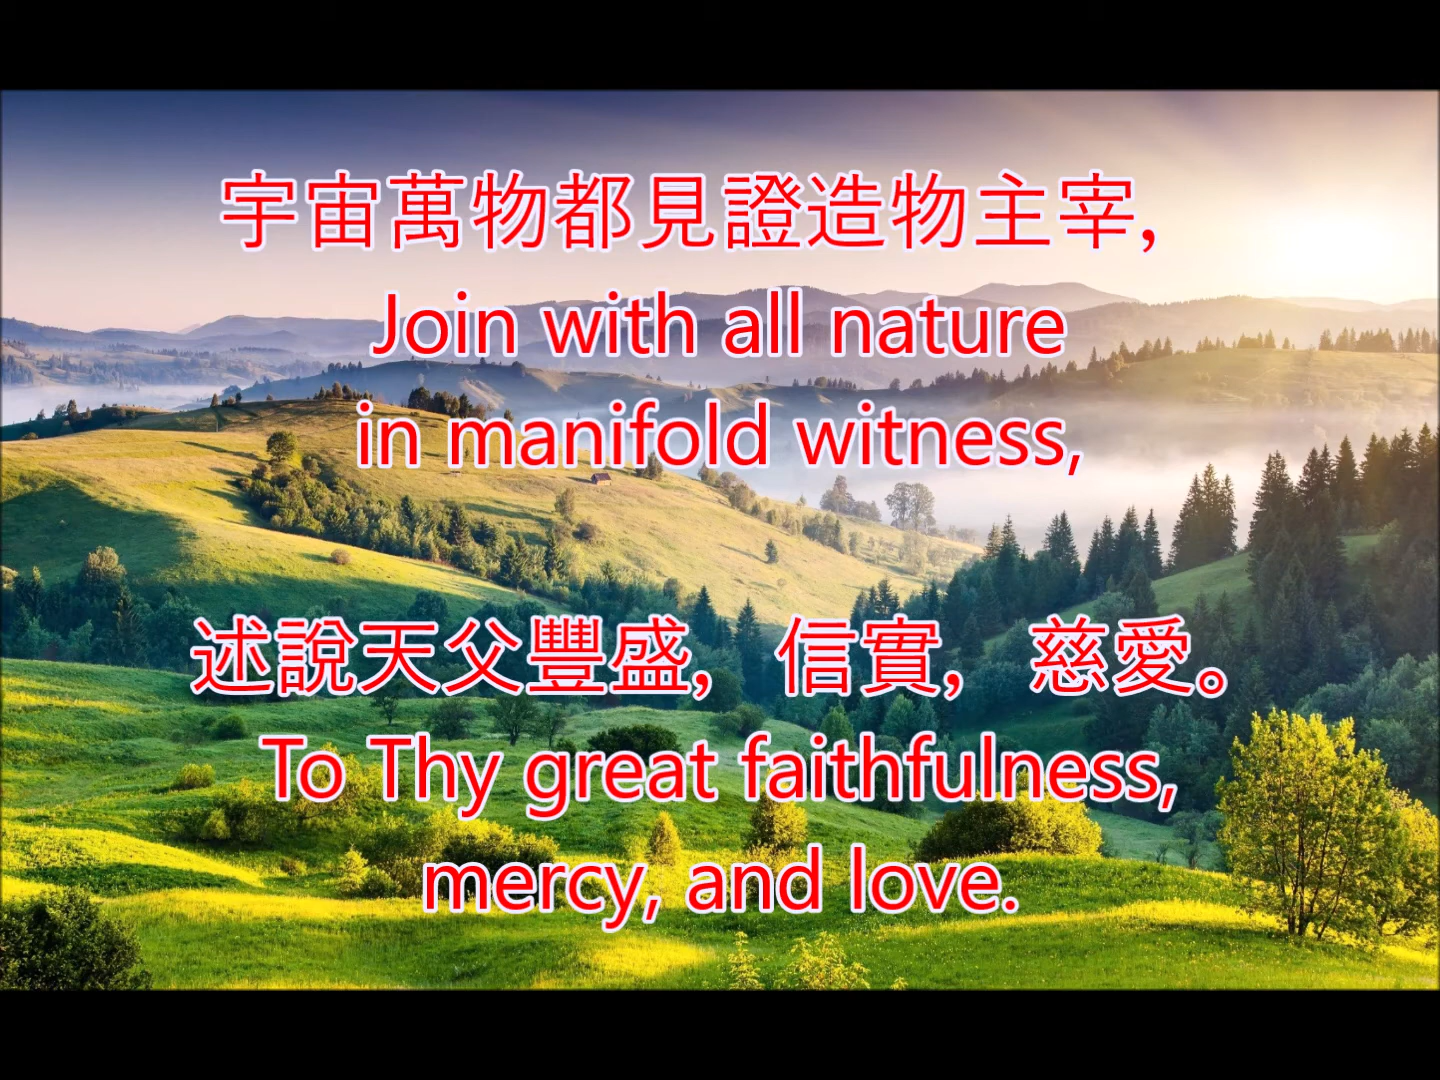 宇宙萬物都見證造物主宰,
Join with all nature
in manifold witness,
述說天父豐盛, 信實, 慈愛。
To Thy great faithfulness,
mercy, and love.